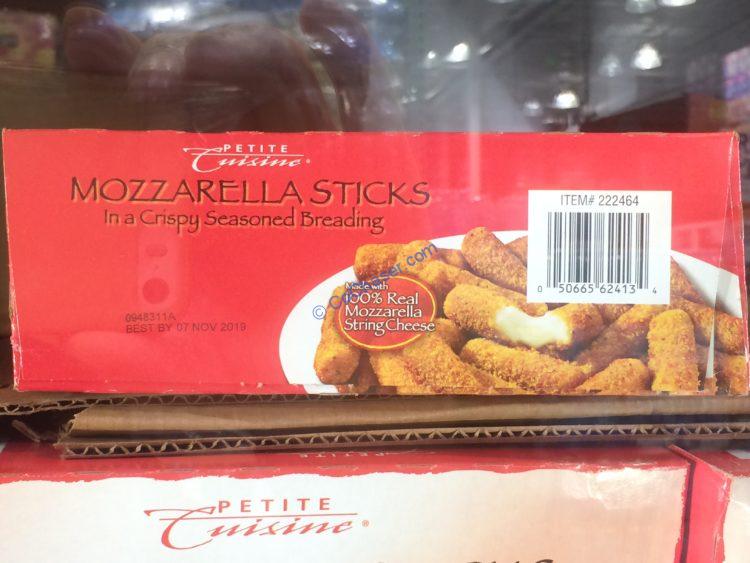 PETITE
Cuisine®
MOZZARELLA STICKS
In a Crispy Seasoned Breading
ITEM# 222464
0 50665 62413 4
Made with
100% Real
Mozzarella
String Cheese
0948311A
BEST BY 07 NOV 2019
PETITE
PETITE
Cuisine®